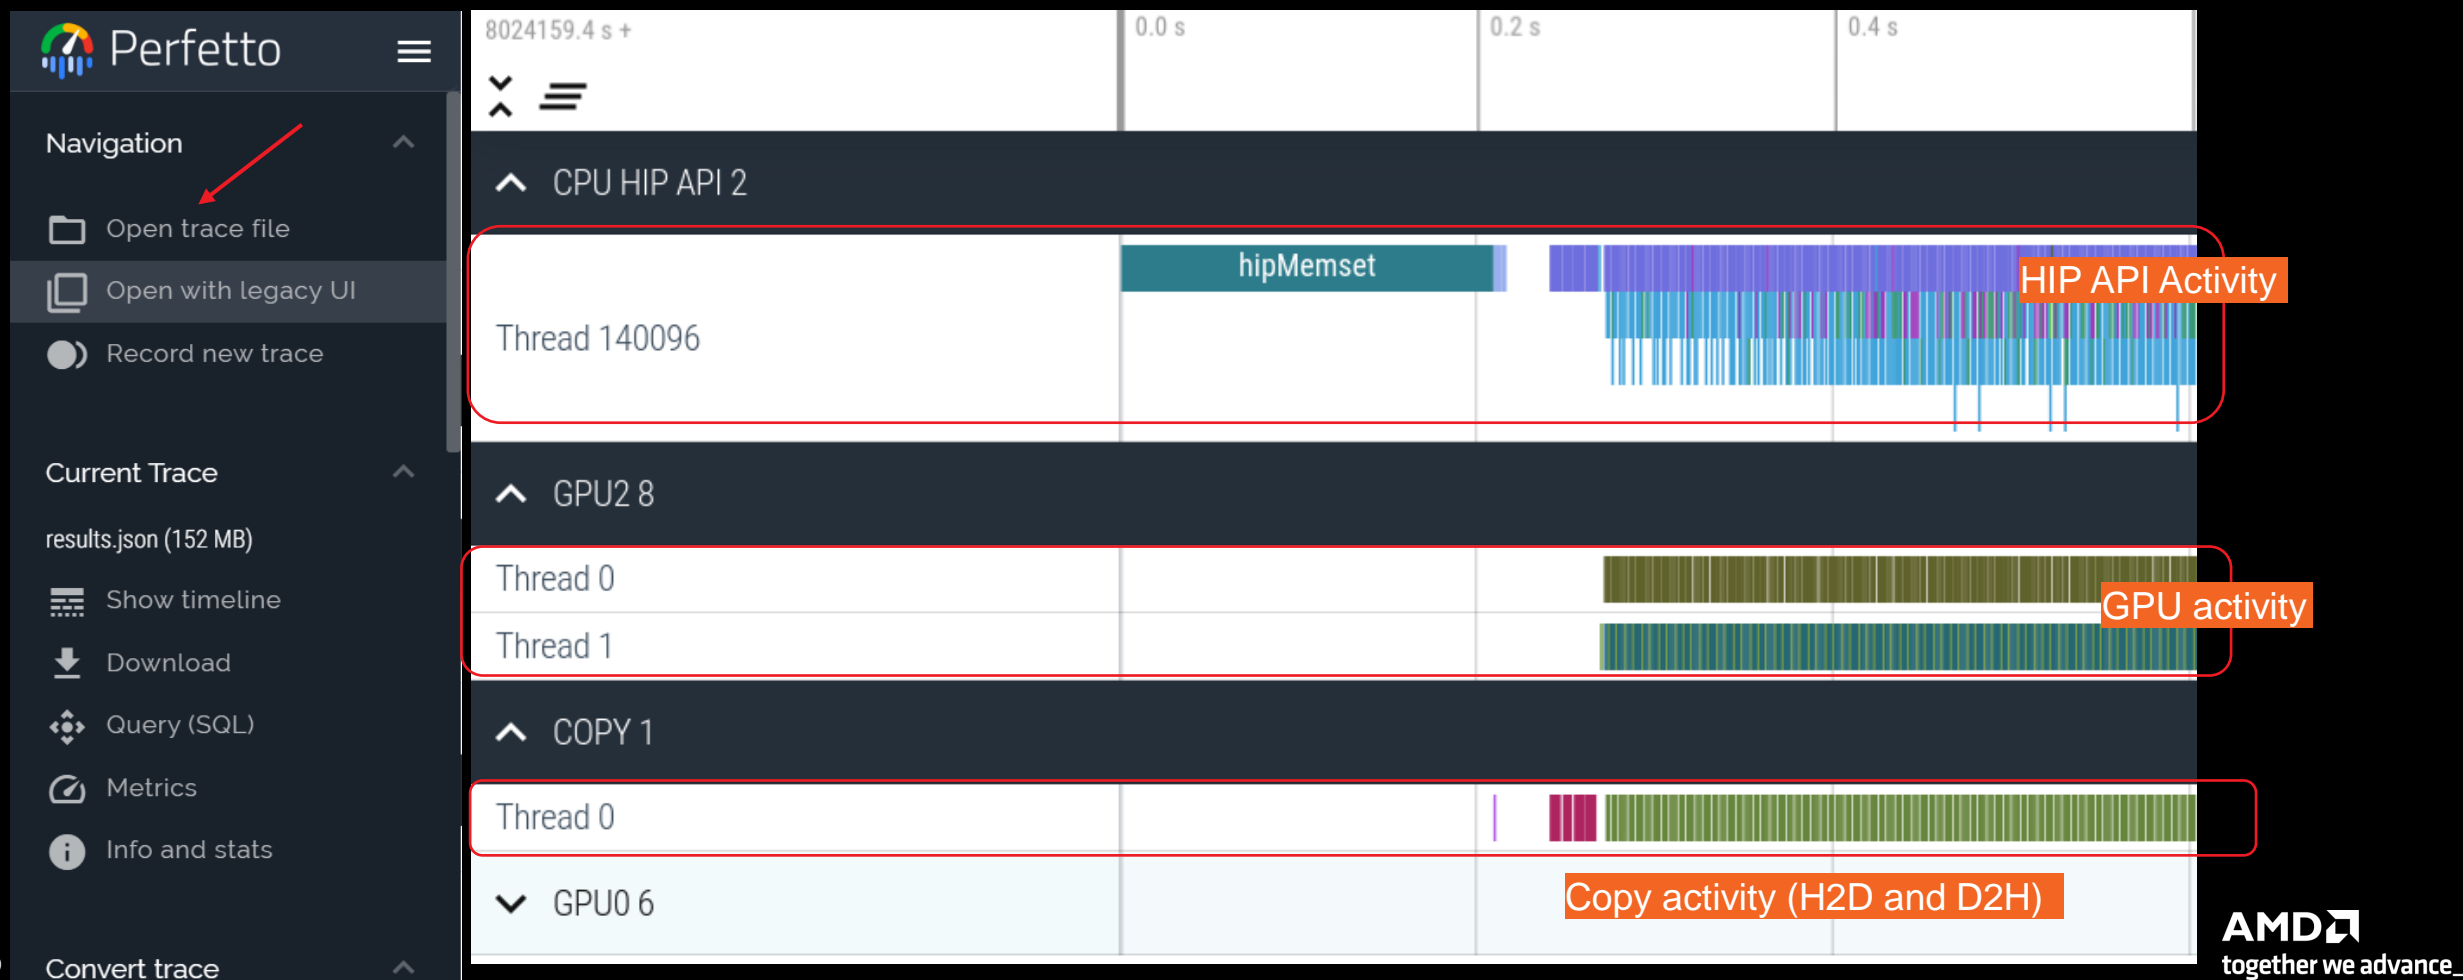 Perfetto
Navigation
Open trace file
Open with legacy UI
Record new trace
Current Trace
results.json (152 MB)
Show timeline
Download
Query (SQL)
Metrics
Info and stats
Convert trace
8024159.4 s +
0.0 s
0.2 s
0.4 s
CPU HIP API 2
Thread 140096
hipMemset
HIP API Activity
GPU2 8
Thread 0
Thread 1
GPU activity
COPY 1
Thread 0
Copy activity (H2D and D2H)
GPU0 6
AMD
together we advance_